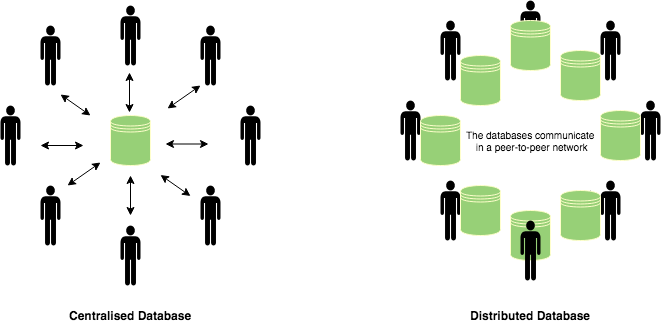 The databases communicate
in a peer-to-peer network
Centralised Database
Distributed Database